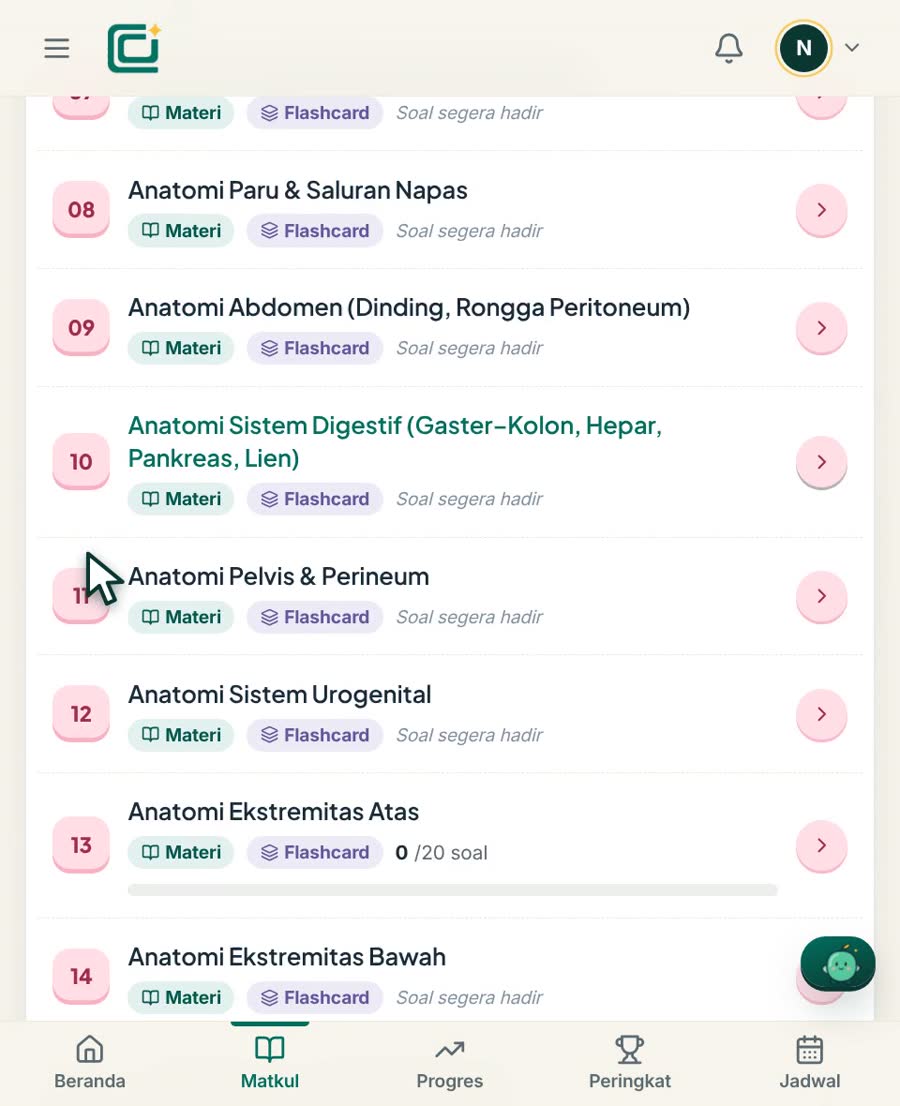 N
Materi Flashcard Soal segera hadir
08
Anatomi Paru & Saluran Napas
Materi Flashcard Soal segera hadir
09
Anatomi Abdomen (Dinding, Rongga Peritoneum)
Materi Flashcard Soal segera hadir
10
Anatomi Sistem Digestif (Gaster–Kolon, Hepar,
Pankreas, Lien)
Materi Flashcard Soal segera hadir
11
Anatomi Pelvis & Perineum
Materi Flashcard Soal segera hadir
12
Anatomi Sistem Urogenital
Materi Flashcard Soal segera hadir
13
Anatomi Ekstremitas Atas
Materi Flashcard 0 /20 soal
14
Anatomi Ekstremitas Bawah
Materi Flashcard Soal segera hadir
Beranda Matkul Progres Peringkat Jadwal